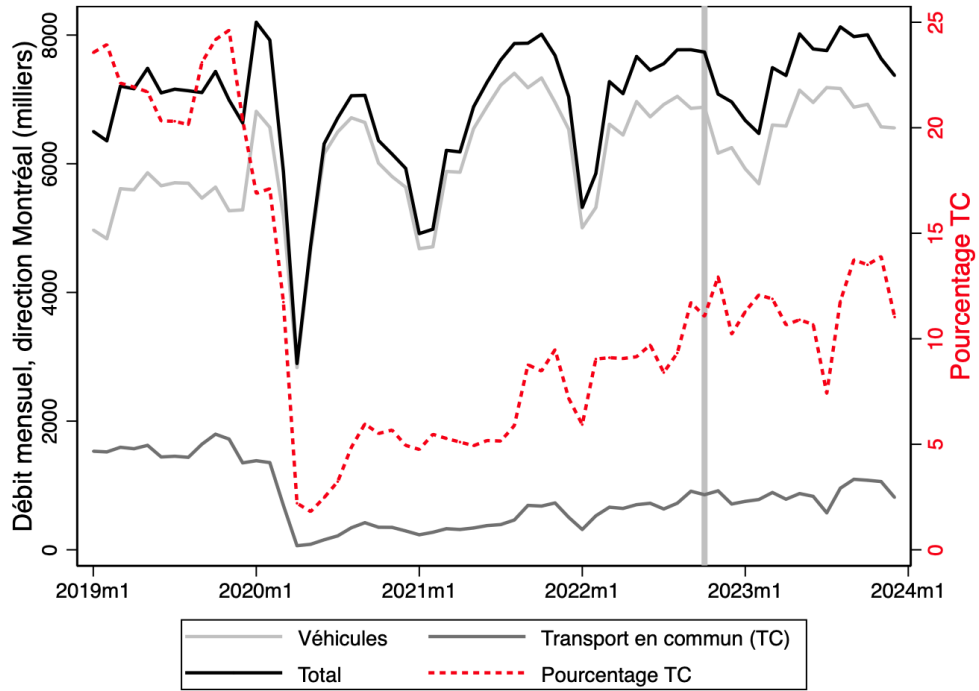 Débit mensuel, direction Montréal (milliers)
8000
6000
4000
2000
0
25
20
15
10
5
0
Pourcentage TC
2019m1 2020m1 2021m1 2022m1 2023m1 2024m1
Véhicules Transport en commun (TC)
Total Pourcentage TC